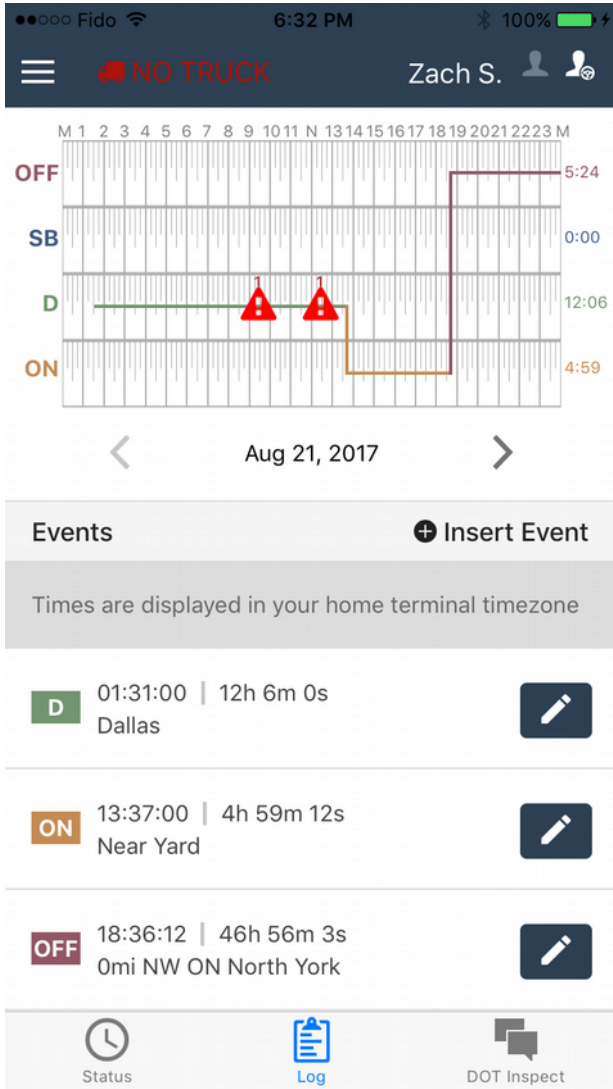 Fido 6:32 PM 100%
NO TRUCK Zach S.
M 1 2 3 4 5 6 7 8 9 10 11 N 13 14 15 16 17 18 19 20 21 22 23 M
OFF 5:24
SB 0:00
1 1
D 12:06
ON 4:59
Aug 21, 2017
Events Insert Event
Times are displayed in your home terminal timezone
D 01:31:00 | 12h 6m 0s
Dallas
ON 13:37:00 | 4h 59m 12s
Near Yard
OFF 18:36:12 | 46h 56m 3s
0mi NW ON North York
Status Log DOT Inspect